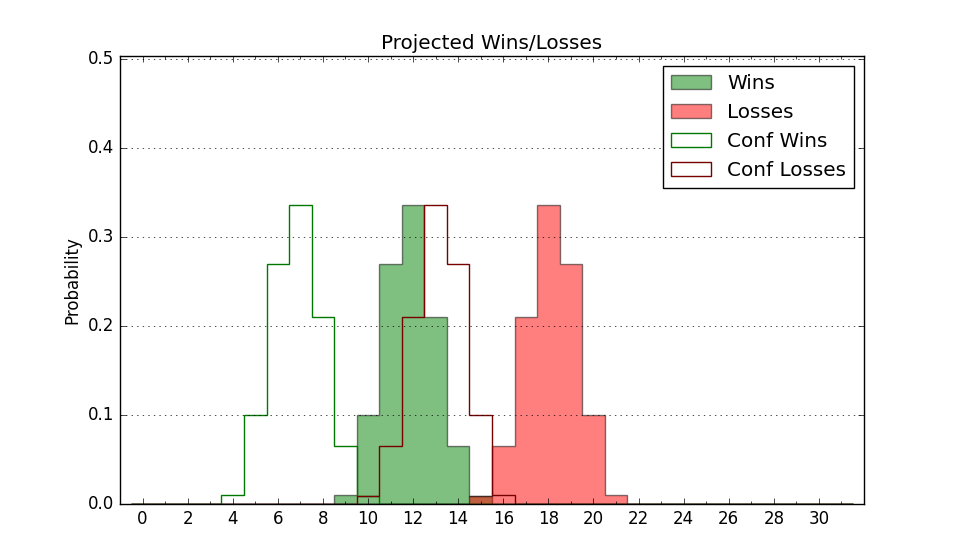 Projected Wins/Losses
0.5
0.4
0.3
0.2
0.1
0.0
Probability
Wins
Losses
Conf Wins
Conf Losses
0 2 4 6 8 10 12 14 16 18 20 22 24 26 28 30